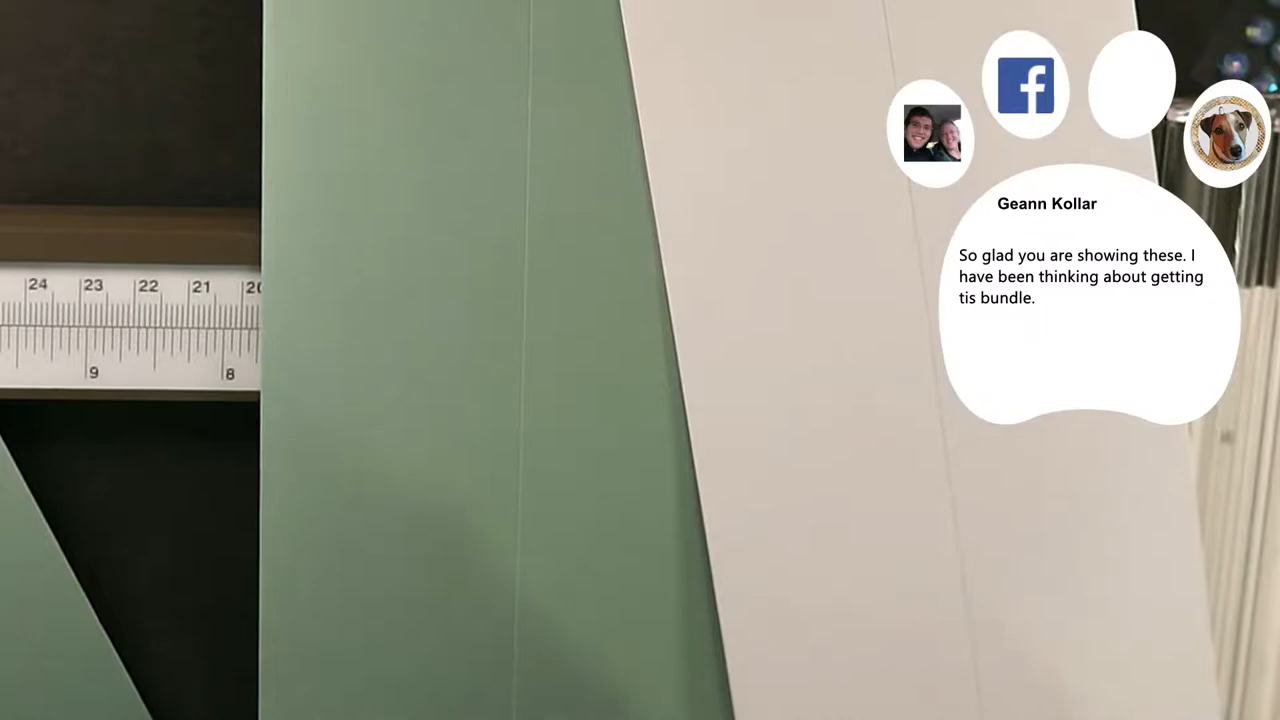 Geann Kollar
So glad you are showing these. I
have been thinking about getting
tis bundle.
24 23 22 21 20
9 8